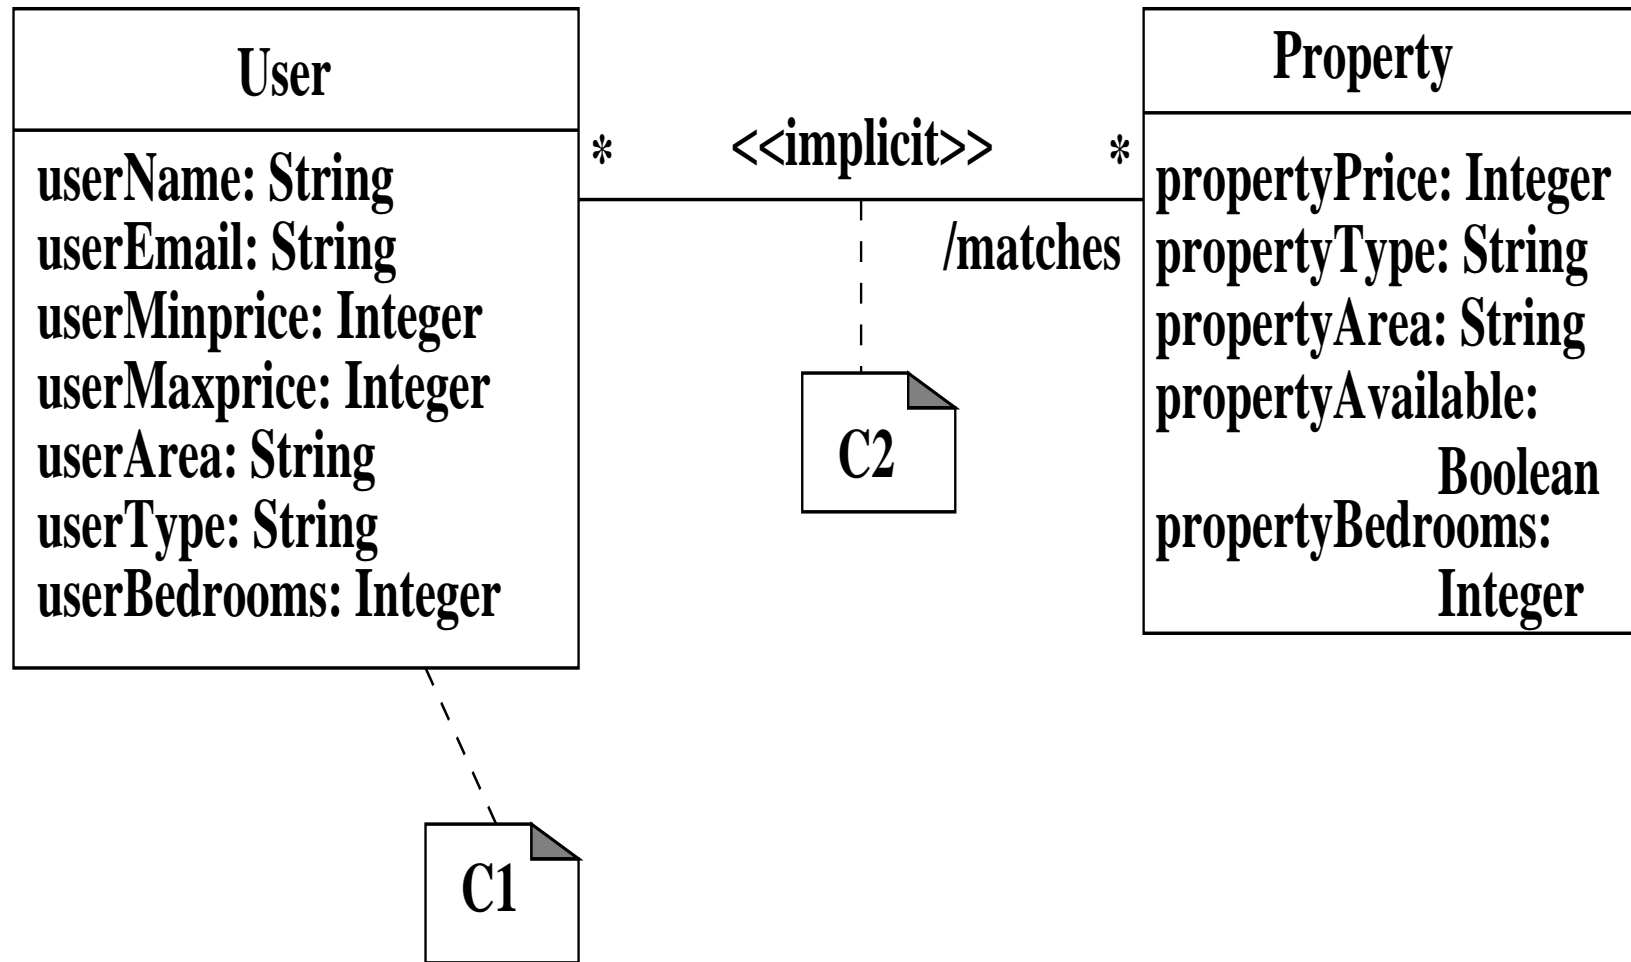 User
userName: String
userEmail: String
userMinprice: Integer
userMaxprice: Integer
userArea: String
userType: String
userBedrooms: Integer
* <<implicit>> *
/matches
Property
propertyPrice: Integer
propertyType: String
propertyArea: String
propertyAvailable:
Boolean
propertyBedrooms:
Integer
C2
C1